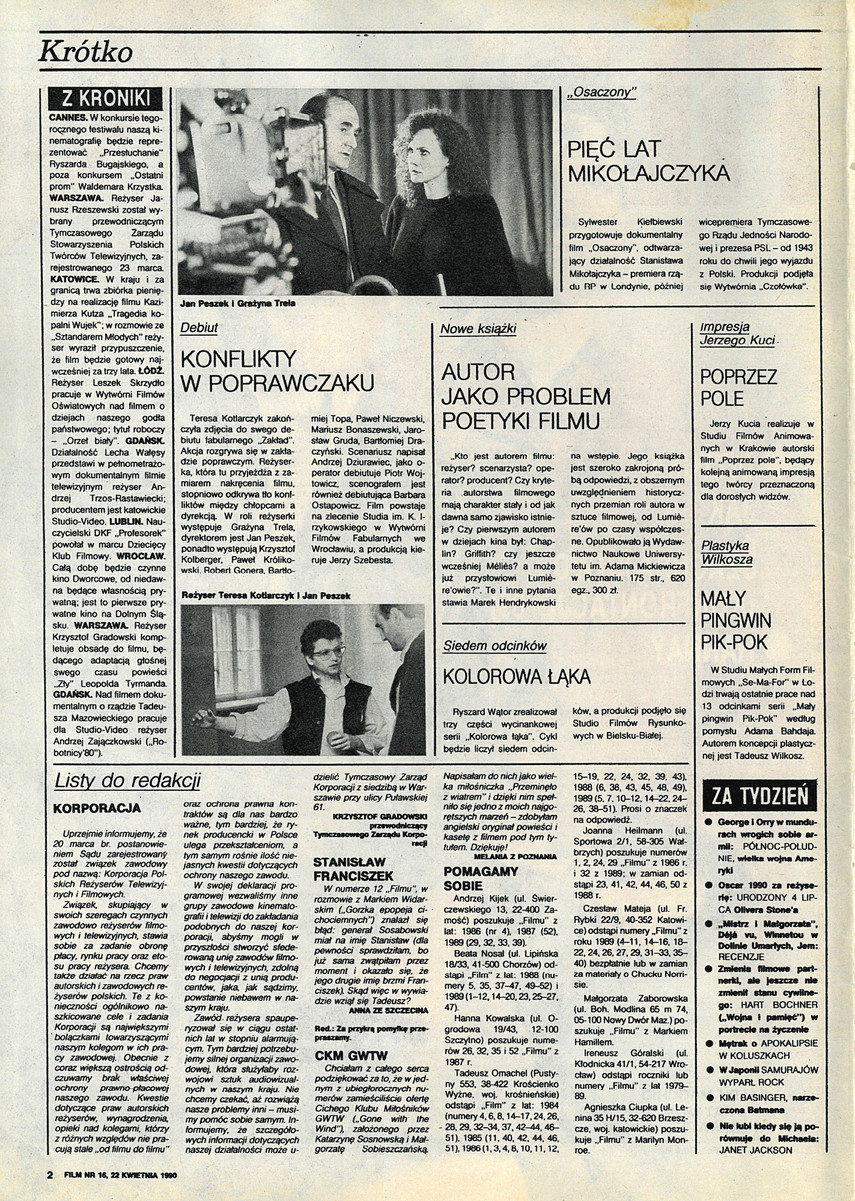 Krótko
Z KRONIKI
CANNES. W konkursie tego-
rocznego festiwalu naszą ki-
nematografię będzie repre-
zentować „Przesłuchanie”
Ryszarda Bugajskiego, a
poza konkursem „Ostatni
prom” Waldemara Krzystka.
WARSZAWA. Reżyser Ja-
nusz Rzeszewski został wy-
brany przewodniczącym
Tymczasowego Zarządu
Stowarzyszenia Polskich
Twórców Telewizyjnych, za-
rejestrowanego 23 marca.
KATOWICE. W kraju i za
granicą trwa zbiórka pienię-
dzy na realizację filmu Kazi-
mierza Kutza „Tragedia ko-
palni Wujek”; w rozmowie ze
„Sztandarem Młodych” reży-
ser wyraził przypuszczenie,
że film będzie gotowy naj-
wcześniej za trzy lata. ŁÓDŹ.
Reżyser Leszek Skrzydło
pracuje w Wytwórni Filmów
Oświatowych nad filmem o
dziejach naszego godła
państwowego; tytuł roboczy
– „Orzeł biały”. GDAŃSK.
Działalność Lecha Wałęsy
przedstawi w pełnometrażo-
wym dokumentalnym filmie
telewizyjnym reżyser An-
drzej Trzos-Rastawiecki;
producentem jest katowickie
Studio-Video. LUBLIN. Nau-
czyciel DKF „Profesorek”
powołał w marcu Dziecięcy
Klub Filmowy. WROCŁAW.
Całą dobę będzie czynne
kino Dworcowe, od niedaw-
na będące własnością pry-
watną; jest to pierwsze pry-
watne kino na Dolnym Ślą-
sku. WARSZAWA. Reżyser
Krzysztof Gradowski komp-
letuje obsadę do filmu, bę-
dącego adaptacją głośnej
swego czasu powieści
„Zły” Leopolda Tyrmanda.
GDAŃSK. Nad filmem doku-
mentalnym o rządzie Tadeu-
sza Mazowieckiego pracuje
dla Studio-Video reżyser
Andrzej Zajączkowski („Ro-
botnicy'80”).
Jan Peszek i Grażyna Trela
„Osaczony”
PIĘĆ LAT
MIKOŁAJCZYKA
Sylwester Kiełbiewski
przygotowuje dokumentalny
film „Osaczony”, odtwarza-
jący działalność Stanisława
Mikołajczyka – premiera rzą-
du RP w Londynie, później
wicepremiera Tymczasowe-
go Rządu Jedności Narodo-
wej i prezesa PSL – od 1943
roku do chwili jego wyjazdu
z Polski. Produkcji podjęła
się Wytwórnia „Czołówka”.
Debiut
KONFLIKTY
W POPRAWCZAKU
Teresa Kotlarczyk zakoń-
czyła zdjęcia do swego de-
biutu fabularnego „Zakład”.
Akcja rozgrywa się w zakła-
dzie poprawczym. Reżyser-
ka, która tu przyjeżdża z za-
miarem nakręcenia filmu,
stopniowo odkrywa tło kon-
fliktów między chłopcami a
dyrekcją. W roli reżyserki
występuje Grażyna Trela,
dyrektorem jest Jan Peszek,
ponadto występują Krzysztof
Kolberger, Paweł Króliko-
wski, Robert Gonera, Bartło-
miej Topa, Paweł Niczewski,
Mariusz Bonaszewski, Jaro-
sław Gruda, Bartłomiej Dra-
czyński. Scenariusz napisał
Andrzej Dziurawiec, jako o-
perator debiutuje Piotr Woj-
towicz, scenografem jest
również debiutująca Barbara
Ostapowicz. Film powstaje
na zlecenie Studia im. K. I-
rzykowskiego w Wytwórni
Filmów Fabularnych we
Wrocławiu, a produkcją kie-
ruje Jerzy Szebesta.
Reżyser Teresa Kotlarczyk i Jan Peszek
Nowe książki
AUTOR
JAKO PROBLEM
POETYKI FILMU
„Kto jest autorem filmu:
reżyser? scenarzysta? ope-
rator? producent? Czy kryte-
ria autorstwa filmowego
mają charakter stały i od jak
dawna samo zjawisko istnie-
je? Czy pierwszym autorem
w dziejach kina był: Chap-
lin? Griffith? czy jeszcze
wcześniej Méliès? a może
już przysłowiowi Lumiè-
re'owie?”. Te i inne pytania
stawia Marek Hendrykowski
na wstępie. Jego książka
jest szeroko zakrojoną pró-
bą odpowiedzi, z obszernym
uwzględnieniem historycz-
nych przemian roli autora w
sztuce filmowej, od Lumiè-
re'ów po czasy współczes-
ne. Opublikowało ją Wydaw-
nictwo Naukowe Uniwersy-
tetu im. Adama Mickiewicza
w Poznaniu. 175 str., 620
egz., 300 zł.
Siedem odcinków
KOLOROWA ŁĄKA
Ryszard Wątor zrealizował
trzy części wycinankowej
serii „Kolorowa łąka”. Cykl
będzie liczył siedem odcin-
ków, a produkcji podjęło się
Studio Filmów Rysunko-
wych w Bielsku-Białej.
Impresja
Jerzego Kuci
POPRZEZ
POLE
Jerzy Kucia realizuje w
Studiu Filmów Animowa-
nych w Krakowie autorski
film „Poprzez pole”, będący
kolejną animowaną impresją
tego twórcy przeznaczoną
dla dorosłych widzów.
Plastyka
Wilkosza
MAŁY
PINGWIN
PIK-POK
W Studiu Małych Form Fil-
mowych „Se-Ma-For” w Ło-
dzi trwają ostatnie prace nad
13 odcinkami serii „Mały
pingwin Pik-Pok” według
pomysłu Adama Bahdaja.
Autorem koncepcji plastycz-
nej jest Tadeusz Wilkosz.
Listy do redakcji
KORPORACJA
Uprzejmie informujemy, że
20 marca br. postanowie-
niem Sądu zarejestrowany
został związek zawodowy
pod nazwą: Korporacja Pol-
skich Reżyserów Telewizyj-
nych i Filmowych.
Związek, skupiający w
swoich szeregach czynnych
zawodowo reżyserów filmo-
wych i telewizyjnych, stawia
sobie za zadanie obronę
płacy, rynku pracy oraz eto-
su pracy reżysera. Chcemy
także działać na rzecz praw
autorskich i zawodowych re-
żyserów polskich. Te z ko-
nieczności ogólnikowo na-
szkicowane cele i zadania
Korporacji są największymi
bolączkami towarzyszącymi
naszym kolegom w ich pra-
cy zawodowej. Obecnie z
coraz większą ostrością od-
czuwamy brak właściwej
ochrony prawno-płacowej
naszego zawodu. Kwestie
dotyczące praw autorskich
reżyserów, wynagrodzenia,
opieki nad kolegami, którzy
z różnych względów nie pra-
cują stale „od filmu do filmu”
oraz ochrona prawna kon-
traktów są dla nas bardzo
ważne, tym bardziej, że ry-
nek producencki w Polsce
ulega przekształceniom, a
tym samym rośnie ilość nie-
jasnych kwestii dotyczących
ochrony naszego zawodu.
W swojej deklaracji pro-
gramowej wezwaliśmy inne
grupy zawodowe kinemato-
grafii i telewizji do zakładania
podobnych do naszej kor-
poracji, abyśmy mogli w
przyszłości stworzyć sfede-
rowaną unię zawodów filmo-
wych i telewizyjnych, zdolną
do negocjacji z unią produ-
centów, jaka, jak sądzimy,
powstanie niebawem w na-
szym kraju.
Zawód reżysera spaupe-
ryzował się w ciągu ostat-
nich lat w stopniu alarmują-
cym. Tym bardziej potrzebu-
jemy silnej organizacji zawo-
dowej, która służyłaby roz-
wojowi sztuk audiowizual-
nych w naszym kraju. Nie
chcemy czekać, aż rozwiążą
nasze problemy inni – musi-
my pomóc sobie samym. In-
formujemy, że szczegóło-
wych informacji dotyczących
naszej działalności może u-
dzielić Tymczasowy Zarząd
Korporacji z siedzibą w War-
szawie przy ulicy Puławskiej
61.
KRZYSZTOF GRADOWSKI
przewodniczący
Tymczasowego Zarządu Korpo-
racji
STANISŁAW
FRANCISZEK
W numerze 12 „Filmu”, w
rozmowie z Markiem Widar-
skim („Gorzka epopeja ci-
chociemnych”) znalazł się
błąd: generał Sosabowski
miał na imię Stanisław (dla
pewności sprawdziłam, bo
już sama zwątpiłam przez
moment i okazało się, że
jego drugie imię brzmi Fran-
ciszek). Skąd więc w wywia-
dzie wziął się Tadeusz?
ANNA ZE SZCZECINA
Red.: Za przykrą pomyłkę prze-
praszamy.
CKM GWTW
Chciałam z całego serca
podziękować za to, że w jed-
nym z ubiegłorocznych nu-
merów zamieściliście ofertę
Cichego Klubu Miłośników
GWTW („Gone with the
Wind”), założonego przez
Katarzynę Sosnowską i Mał-
gorzatę Sobieszczańską.
Napisałam do nich jako wiel-
ka miłośniczka „Przeminęło
z wiatrem” i dzięki nim speł-
niło się jedno z moich najgo-
rętszych marzeń – zdobyłam
angielski oryginał powieści i
kasetę z filmem pod tym ty-
tułem. Dziękuję!
MELANIA Z POZNANIA
POMAGAMY
SOBIE
Andrzej Kijek (ul. Świer-
czewskiego 13, 22-400 Za-
mość) poszukuje „Filmu” z
lat: 1986 (nr 4), 1987 (52),
1989 (29, 32, 33, 39).
Beata Nosal (ul. Lipińska
18/33, 41-500 Chorzów) od-
stąpi „Film” z lat: 1988 (nu-
mery 5, 35, 37–47, 49–52) i
1989 (1–12, 14–20, 23, 25–27,
47).
Hanna Kowalska (ul. O-
grodowa 19/43, 12-100
Szczytno) poszukuje nume-
rów 26, 32, 35 i 52 „Filmu” z
1987 r.
Tadeusz Omachel (Pusty-
ny 553, 38-422 Krościenko
Wyżne, woj. krośnieńskie)
odstąpi „Film” z lat: 1984
(numery 4, 6, 8, 14–17, 24, 26,
28, 29, 32–34, 37, 42–44, 46–
51), 1985 (11, 40, 42, 44, 46,
51), 1986 (1, 3, 4, 8, 10, 11, 12,
15–19, 22, 24, 32, 39, 43),
1988 (6, 38, 43, 45, 48, 49),
1989 (5, 7, 10–12, 14–22, 24–
26, 38–51). Prosi o znaczek
na odpowiedź.
Joanna Heilmann (ul.
Sportowa 2/1, 58-305 Wał-
brzych) poszukuje numerów
1, 2, 24, 29 „Filmu” z 1986 r.
i 32 z 1989; w zamian od-
stąpi 23, 41, 42, 44, 46, 50 z
1988 r.
Czesław Mateja (ul. Fr.
Rybki 22/9, 40-352 Katowi-
ce) odstąpi numery „Filmu” z
roku 1989 (4–11, 14–16, 18–
22, 24, 26, 27, 29, 31–33, 35–
40) bezpłatnie lub w zamian
za materiały o Chucku Norri-
sie.
Małgorzata Zaborowska
(ul. Boh. Modlina 65 m 74,
05-100 Nowy Dwór Maz.) po-
szukuje „Filmu” z Markiem
Hamillem.
Ireneusz Góralski (ul.
Kłodnicka 41/1, 54-217 Wro-
cław) odstąpi roczniki lub
numery „Filmu” z lat 1979–
89.
Agnieszka Ciupka (ul. Le-
nina 35 H/15, 32-620 Brzesz-
cze, woj. katowickie) poszu-
kuje „Filmu” z Marilyn Mon-
roe.
ZA TYDZIEŃ
● George i Orry w mundu-
rach wrogich sobie ar-
mii: PÓŁNOC-POŁUD-
NIE, wielka wojna Ame-
ryki
● Oscar 1990 za reżyse-
rię: URODZONY 4 LIP-
CA Olivera Stone'a
● „Mistrz i Małgorzata”,
Déjà vu, Winnetou w
Dolinie Umarłych, Jem:
RECENZJE
● Zmienia filmowe part-
nerki, ale jeszcze nie
zmienił stanu cywilne-
go: HART BOCHNER
(„Wojna i pamięć”) w
portrecie na życzenie
● Mętrak o APOKALIPSIE
W KOLUSZKACH
● W Japonii SAMURAJÓW
WYPARŁ ROCK
● KIM BASINGER, narze-
czona Batmana
● Nie lubi kiedy się ją po-
równuje do Michaela:
JANET JACKSON
2 FILM NR 16, 22 KWIETNIA 1990